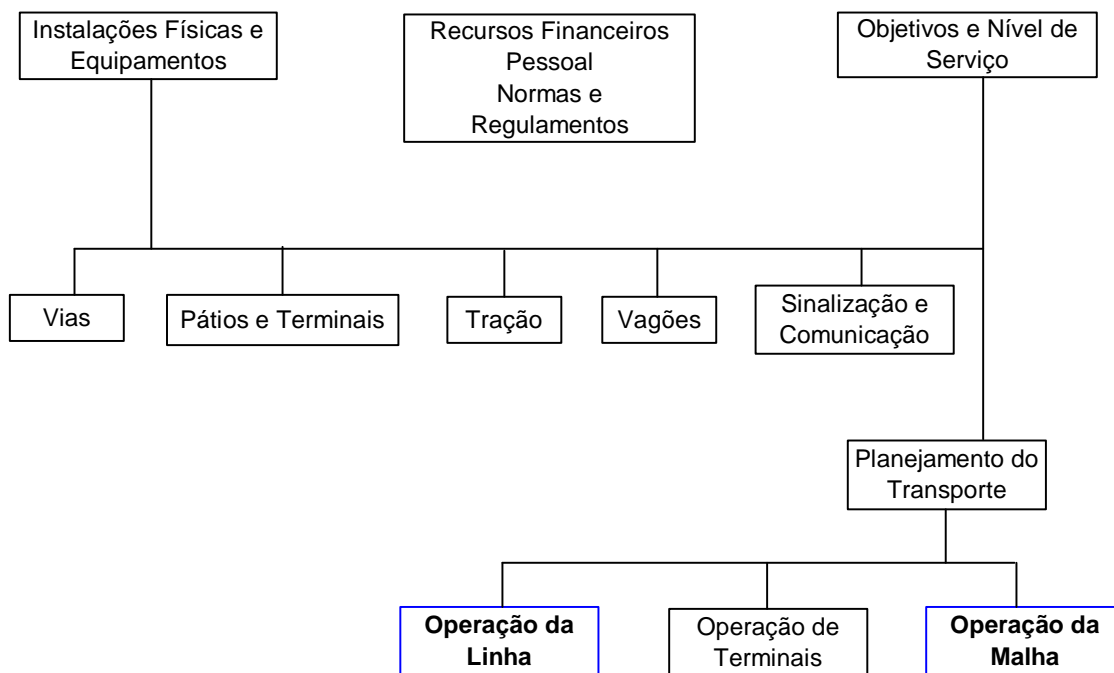 Instalações Físicas e
Equipamentos
Recursos Financeiros
Pessoal
Normas e
Regulamentos
Objetivos e Nível de
Serviço
Vias
Pátios e Terminais
Tração
Vagões
Sinalização e
Comunicação
Planejamento do
Transporte
Operação da
Linha
Operação de
Terminais
Operação da
Malha